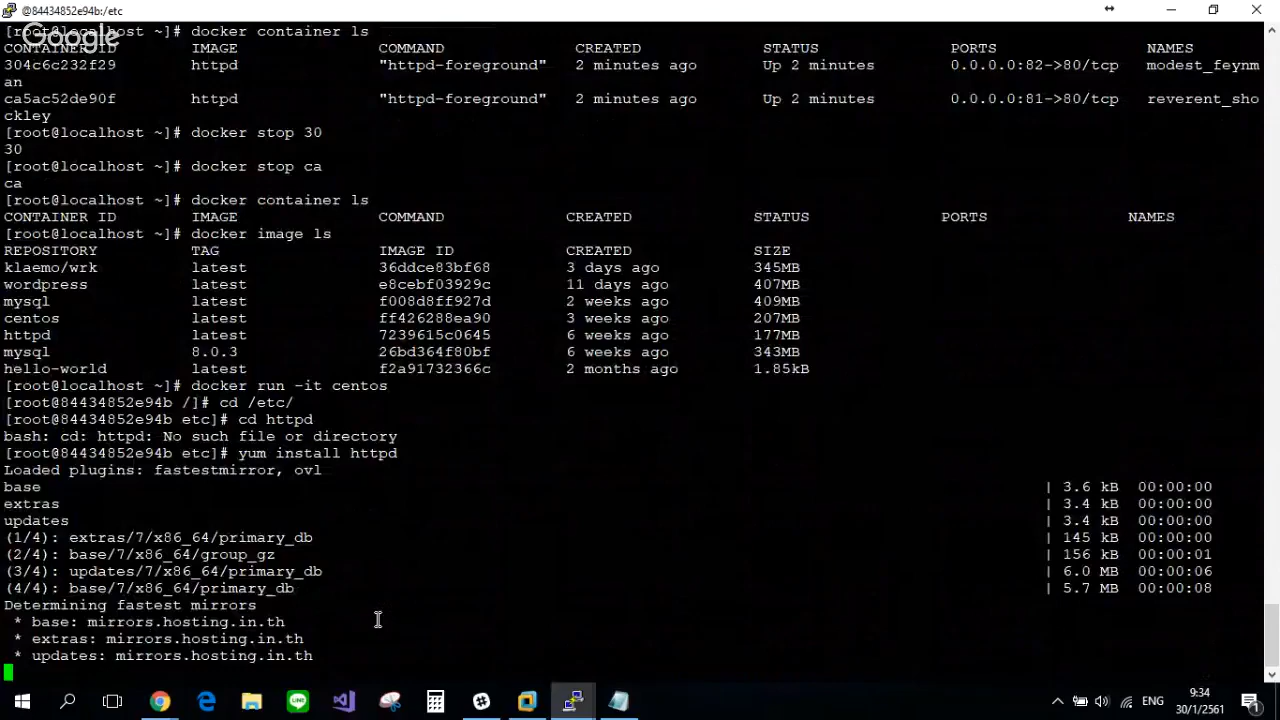 @84434852e94b:/etc
[root@localhost ~]# docker container ls
Google
CONTAINER ID IMAGE COMMAND CREATED STATUS PORTS NAMES
304c6c232f29 httpd "httpd-foreground" 2 minutes ago Up 2 minutes 0.0.0.0:82->80/tcp modest_feynm
an
ca5ac52de90f httpd "httpd-foreground" 2 minutes ago Up 2 minutes 0.0.0.0:81->80/tcp reverent_sho
ckley
[root@localhost ~]# docker stop 30
30
[root@localhost ~]# docker stop ca
ca
[root@localhost ~]# docker container ls
CONTAINER ID IMAGE COMMAND CREATED STATUS PORTS NAMES
[root@localhost ~]# docker image ls
REPOSITORY TAG IMAGE ID CREATED SIZE
klaemo/wrk latest 36ddce83bf68 3 days ago 345MB
wordpress latest e8cebf03929c 11 days ago 407MB
mysql latest f008d8ff927d 2 weeks ago 409MB
centos latest ff426288ea90 3 weeks ago 207MB
httpd latest 7239615c0645 6 weeks ago 177MB
mysql 8.0.3 26bd364f80bf 6 weeks ago 343MB
hello-world latest f2a91732366c 2 months ago 1.85kB
[root@localhost ~]# docker run -it centos
[root@84434852e94b /]# cd /etc/
[root@84434852e94b etc]# cd httpd
bash: cd: httpd: No such file or directory
[root@84434852e94b etc]# yum install httpd
Loaded plugins: fastestmirror, ovl
base | 3.6 kB 00:00:00
extras | 3.4 kB 00:00:00
updates | 3.4 kB 00:00:00
(1/4): extras/7/x86_64/primary_db | 145 kB 00:00:00
(2/4): base/7/x86_64/group_gz | 156 kB 00:00:01
(3/4): updates/7/x86_64/primary_db | 6.0 MB 00:00:06
(4/4): base/7/x86_64/primary_db | 5.7 MB 00:00:08
Determining fastest mirrors
* base: mirrors.hosting.in.th
* extras: mirrors.hosting.in.th
* updates: mirrors.hosting.in.th
LINE
ENG
9:34
30/1/2561
1